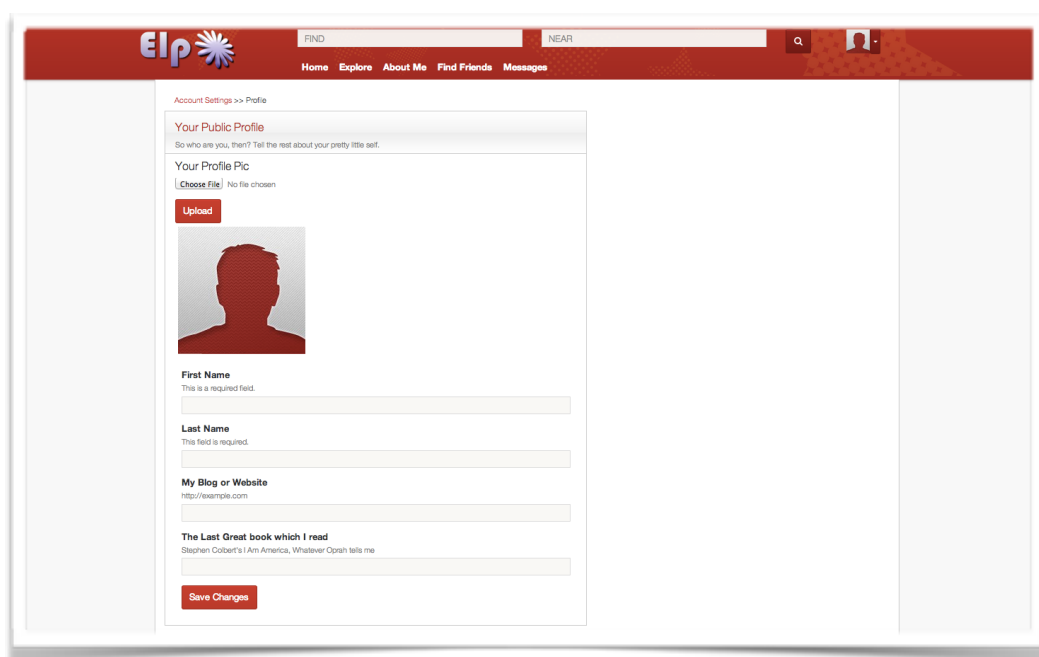 Elp
FIND
NEAR
Home Explore About Me Find Friends Messages
Account Settings >> Profile
Your Public Profile
So who are you, then? Tell the rest about your pretty little self.
Your Profile Pic
Choose File No file chosen
Upload
First Name
This is a required field.
Last Name
This field is required.
My Blog or Website
http://example.com
The Last Great book which I read
Stephen Colbert's I Am America, Whatever Oprah tells me
Save Changes